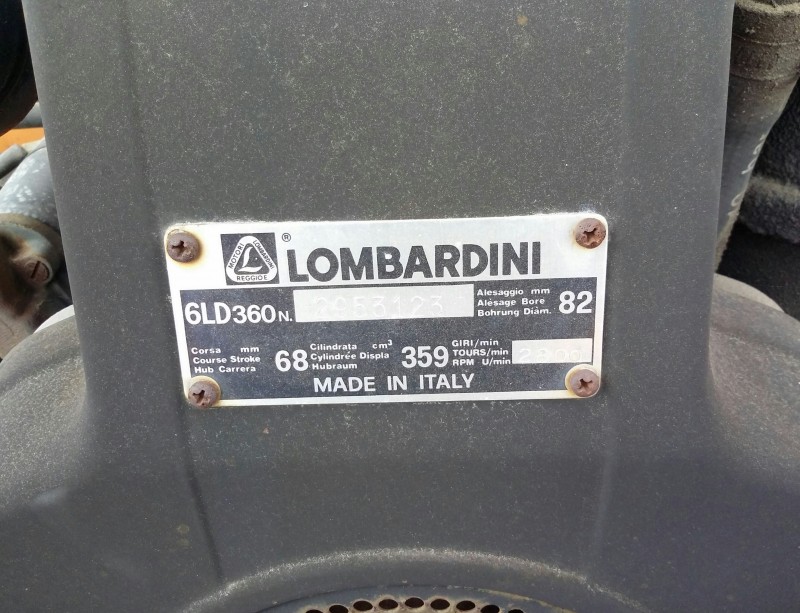 MOTORI LOMBARDINI REGGIO E.
® LOMBARDINI
6LD360 N.
Alesaggio mm
Alésage Bore
Bohrung Diàm. 82
Corsa mm
Course Stroke
Hub Carrera 68
Cilindrata cm³
Cylindrée Displa
Hubraum 359
GIRI/min
TOURS/min
RPM U/min
MADE IN ITALY